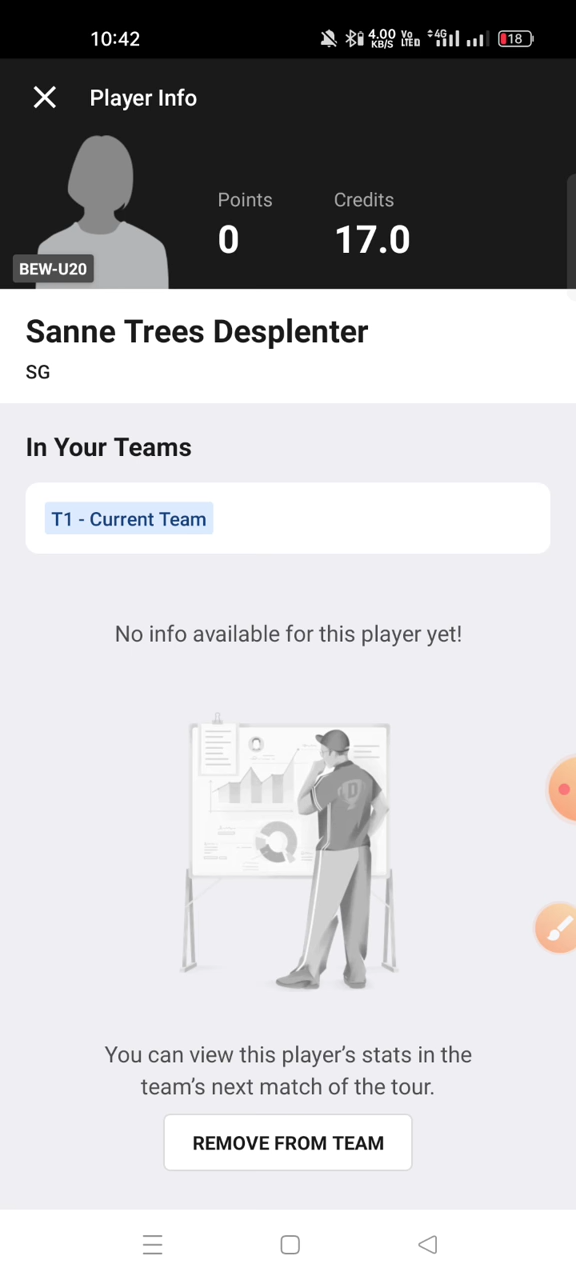 10:42
4.00
KB/S
Vo
LTE
4G
18
Player Info
Points
Credits
0
17.0
BEW-U20
Sanne Trees Desplenter
SG
In Your Teams
T1 - Current Team
No info available for this player yet!
D
You can view this player’s stats in the
team’s next match of the tour.
REMOVE FROM TEAM